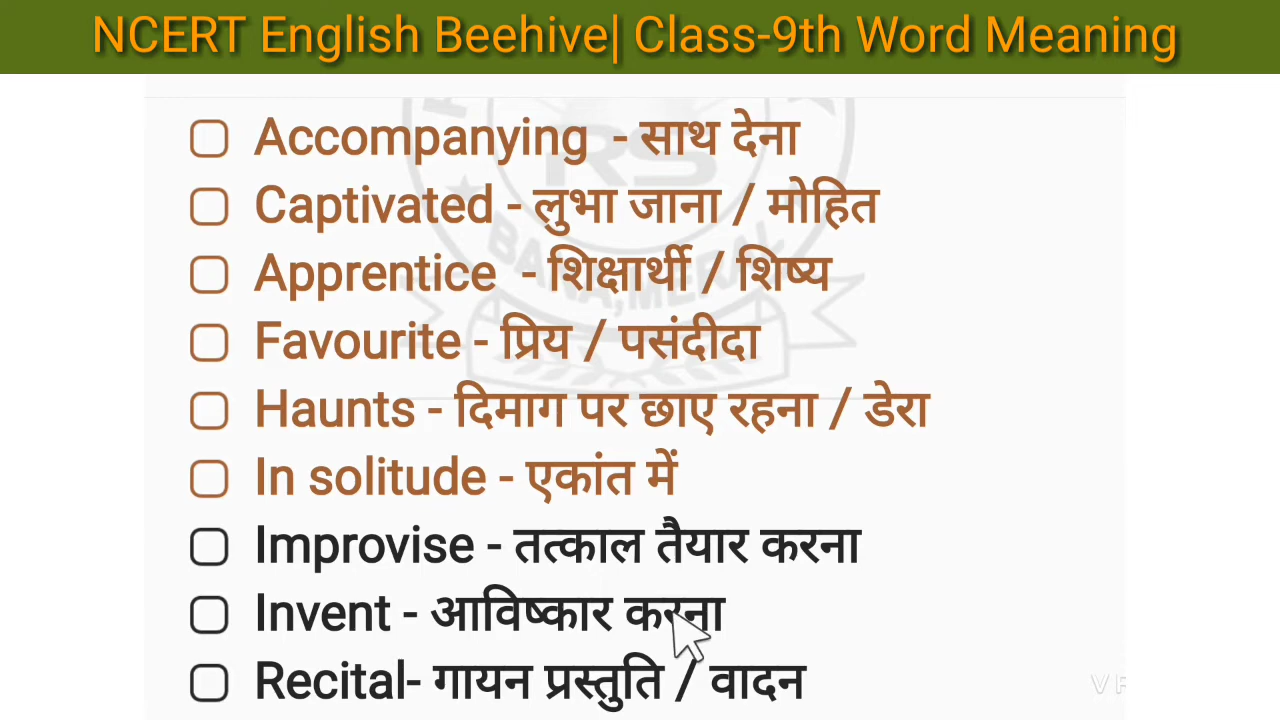 NCERT English Beehive| Class-9th Word Meaning
Accompanying - साथ देना
Captivated - लुभा जाना / मोहित
Apprentice - शिक्षार्थी / शिष्य
Favourite - प्रिय / पसंदीदा
Haunts - दिमाग पर छाए रहना / डेरा
In solitude - एकांत में
Improvise - तत्काल तैयार करना
Invent - आविष्कार करना
Recital- गायन प्रस्तुति / वादन